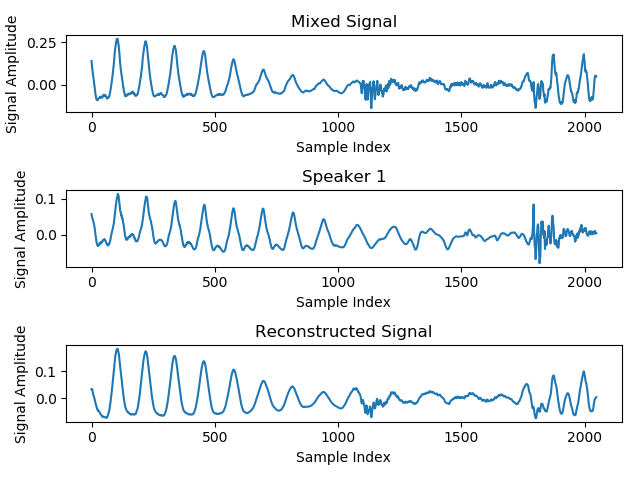 Mixed Signal
Signal Amplitude
0.25
0.00
0
500
1000
1500
2000
Sample Index
Speaker 1
Signal Amplitude
0.1
0.0
0
500
1000
1500
2000
Sample Index
Reconstructed Signal
Signal Amplitude
0.1
0.0
0
500
1000
1500
2000
Sample Index